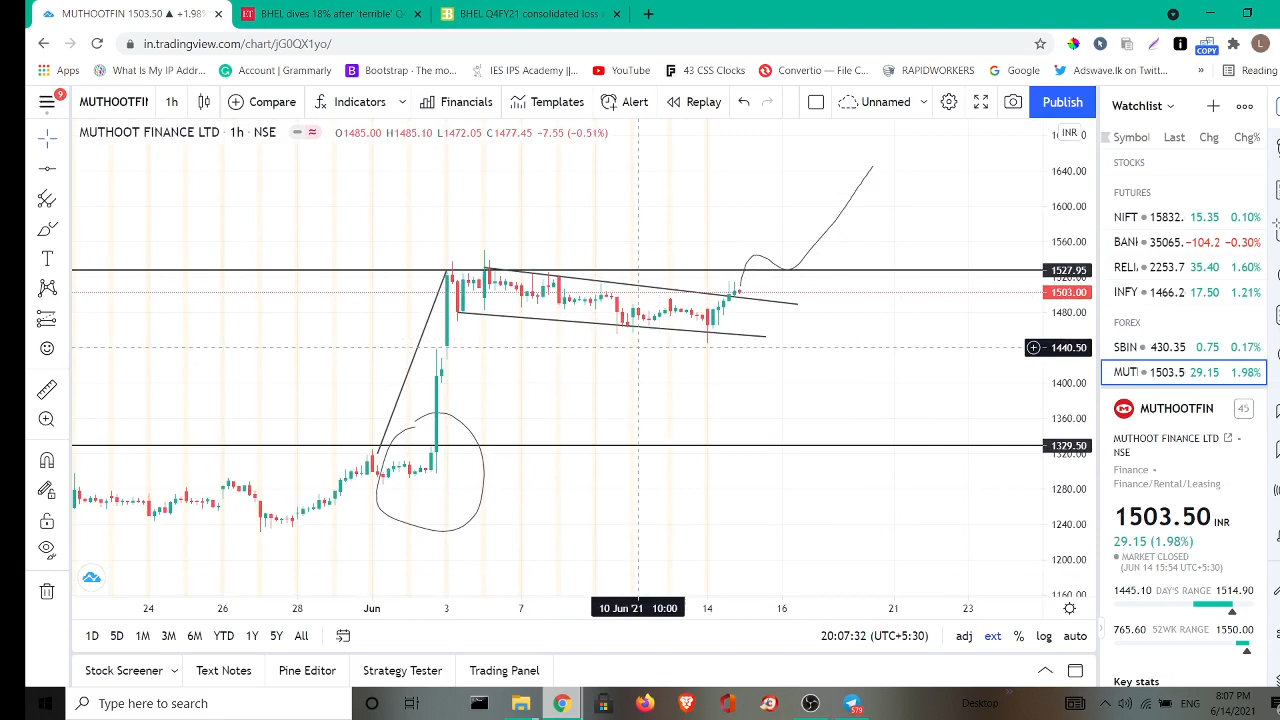 MUTHOOTFIN 1503.50 ▲ +1.98%
BHEL dives 18% after 'terrible' Q
BHEL Q4FY21 consolidated loss
in.tradingview.com/chart/jG0QX1yo/
COPY
L
Apps
What Is My IP Addr...
Account | Grammarly
Bootstrap · The mo...
IES IPS Academy ||...
YouTube
43 CSS Clocks
Convertio — File C...
RAPIDWORKERS
Google
Adswave.lk on Twitt...
»
Reading
9
MUTHOOTFIN
1h
Compare
Indicators
Financials
Templates
Alert
Replay
Unnamed
Publish
Watchlist
MUTHOOT FINANCE LTD · 1h · NSE
O1485.00 H1485.10 L1472.05 C1477.45 −7.55 (−0.51%)
INR
1640.00
1600.00
1560.00
1527.95
1503.00
1480.00
1440.50
1400.00
1360.00
1329.50
1320.00
1280.00
1240.00
1200.00
1160.00
24 26 28 Jun 3 7 10 Jun '21 10:00 14 16 21 23
1D 5D 1M 3M 6M YTD 1Y 5Y All
20:07:32 (UTC+5:30)
adj ext % log auto
Stock Screener
Text Notes
Pine Editor
Strategy Tester
Trading Panel
Symbol Last Chg Chg%
STOCKS
FUTURES
NIFT 15832. 15.35 0.10%
BANK 35065. −104.2 −0.30%
RELI 2253.7 35.40 1.60%
INFY 1466.2 17.50 1.21%
FOREX
SBIN 430.35 0.75 0.17%
MUTI 1503.5 29.15 1.98%
MUTHOOTFIN
45
MUTHOOT FINANCE LTD -
NSE
Finance -
Finance/Rental/Leasing
1503.50 INR
29.15 (1.98%)
MARKET CLOSED
(JUN 14 15:54 UTC+5:30)
1445.10 DAY'S RANGE 1514.90
765.60 52WK RANGE 1550.00
Key stats
Type here to search
579
Desktop
»
ENG
8:07 PM
6/14/2021